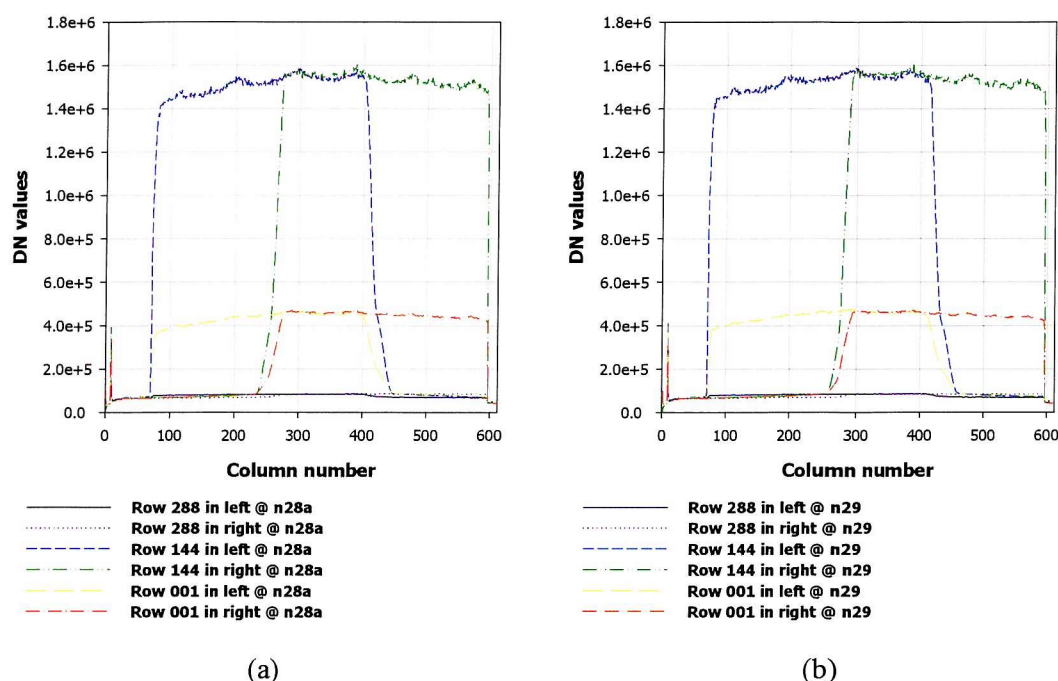 1.8e+6
1.6e+6
1.4e+6
1.2e+6
1.0e+6
8.0e+5
6.0e+5
4.0e+5
2.0e+5
0.0
DN values
0 100 200 300 400 500 600
Column number
Row 288 in left @ n28a
Row 288 in right @ n28a
Row 144 in left @ n28a
Row 144 in right @ n28a
Row 001 in left @ n28a
Row 001 in right @ n28a
(a)
1.8e+6
1.6e+6
1.4e+6
1.2e+6
1.0e+6
8.0e+5
6.0e+5
4.0e+5
2.0e+5
0.0
DN values
0 100 200 300 400 500 600
Column number
Row 288 in left @ n29
Row 288 in right @ n29
Row 144 in left @ n29
Row 144 in right @ n29
Row 001 in left @ n29
Row 001 in right @ n29
(b)